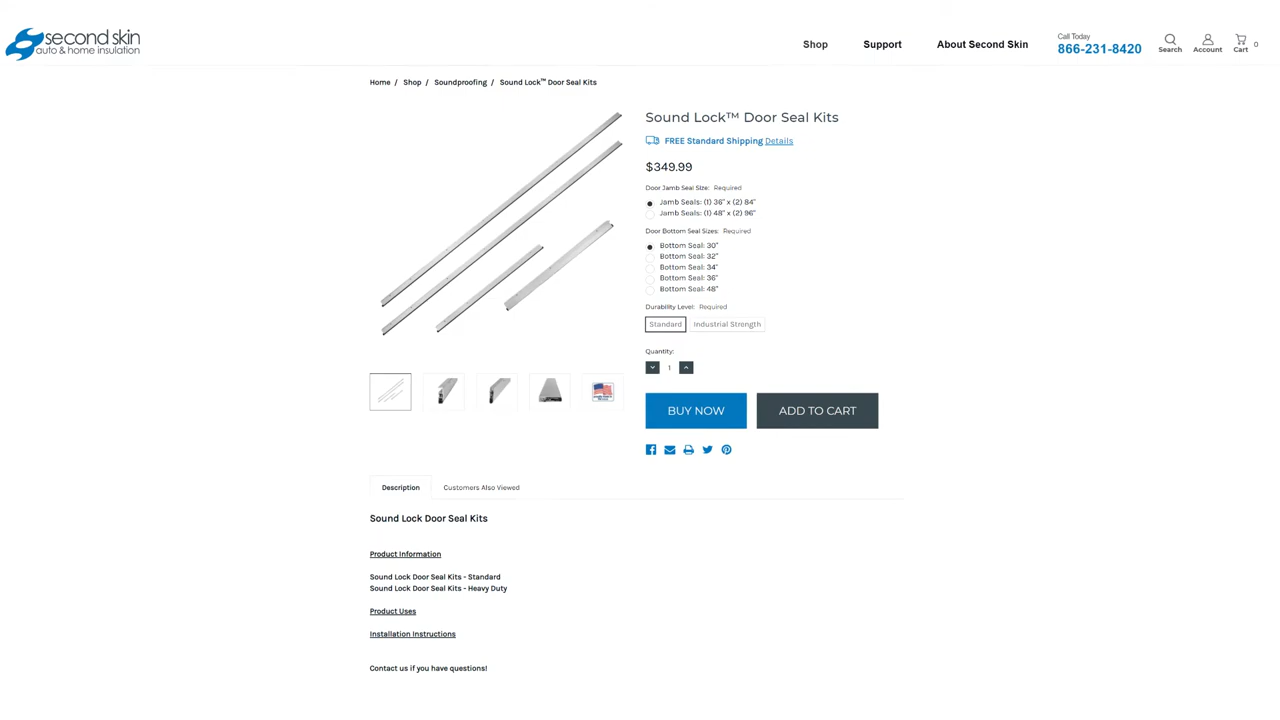 second skin
auto & home insulation
Shop
Support
About Second Skin
Call Today
866-231-8420
Search
Account
Cart
0
Home / Shop / Soundproofing / Sound Lock™ Door Seal Kits
Sound Lock™ Door Seal Kits
FREE Standard Shipping Details
$349.99
Door Jamb Seal Size: Required
Jamb Seals: (1) 36" x (2) 84"
Jamb Seals: (1) 48" x (2) 96"
Door Bottom Seal Sizes: Required
Bottom Seal: 30"
Bottom Seal: 32"
Bottom Seal: 34"
Bottom Seal: 36"
Bottom Seal: 48"
Durability Level: Required
Standard
Industrial Strength
Quantity:
1
BUY NOW
ADD TO CART
Description
Customers Also Viewed
Sound Lock Door Seal Kits
Product Information
Sound Lock Door Seal Kits - Standard
Sound Lock Door Seal Kits - Heavy Duty
Product Uses
Installation Instructions
Contact us if you have questions!